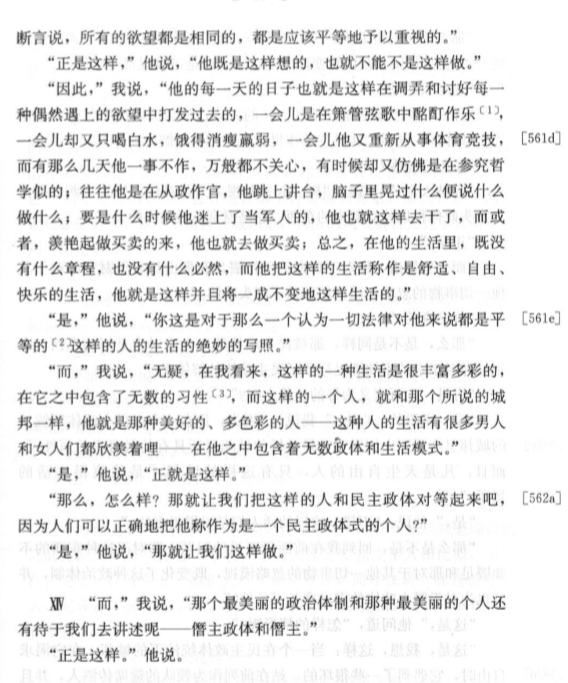 断言说，所有的欲望都是相同的，都是应该平等地予以重视的。”
“正是这样，”他说，“他既是这样想的，也就不能不是这样做。”
“因此，”我说，“他的每一天的日子也就是这样在调弄和讨好每一
种偶然遇上的欲望中打发过去的，一会儿是在箫管弦歌中酩酊作乐〔1〕，
一会儿却又只喝白水，饿得消瘦羸弱，一会儿他又重新从事体育竞技， [561d]
而有那么几天他一事不作，万般都不关心，有时候却又仿佛是在参究哲
学似的；往往他是在从政作官，他跳上讲台，脑子里晃过什么便说什么
做什么；要是什么时候他迷上了当军人的，他也就这样去干了，而或
者，羡艳起做买卖的来，他也就去做买卖；总之，在他的生活里，既没
有什么章程，也没有什么必然，而他把这样的生活称作是舒适、自由、
快乐的生活，他就是这样并且将一成不变地这样生活的。”
“是，”他说，“你这是对于那么一个认为一切法律对他来说都是平 [561e]
等的〔2〕这样的人的生活的绝妙的写照。”
“而，”我说，“无疑，在我看来，这样的一种生活是很丰富多彩的，
在它之中包含了无数的习性〔3〕，而这样的一个人，就和那个所说的城
邦一样，他就是那种美好的、多色彩的人——这种人的生活有很多男人
和女人们都欣羡着哩——在他之中包含着无数政体和生活模式。”
“是，”他说，“正就是这样。”
“那么，怎么样？那就让我们把这样的人和民主政体对等起来吧， [562a]
因为人们可以正确地把他称作为是一个民主政体式的个人？”
“是，”他说，“那就让我们这样做。”
XIV “而，”我说，“那个最美丽的政治体制和那种最美丽的个人还
有待于我们去讲述呢——僭主政体和僭主。”
“正是这样。”他说。